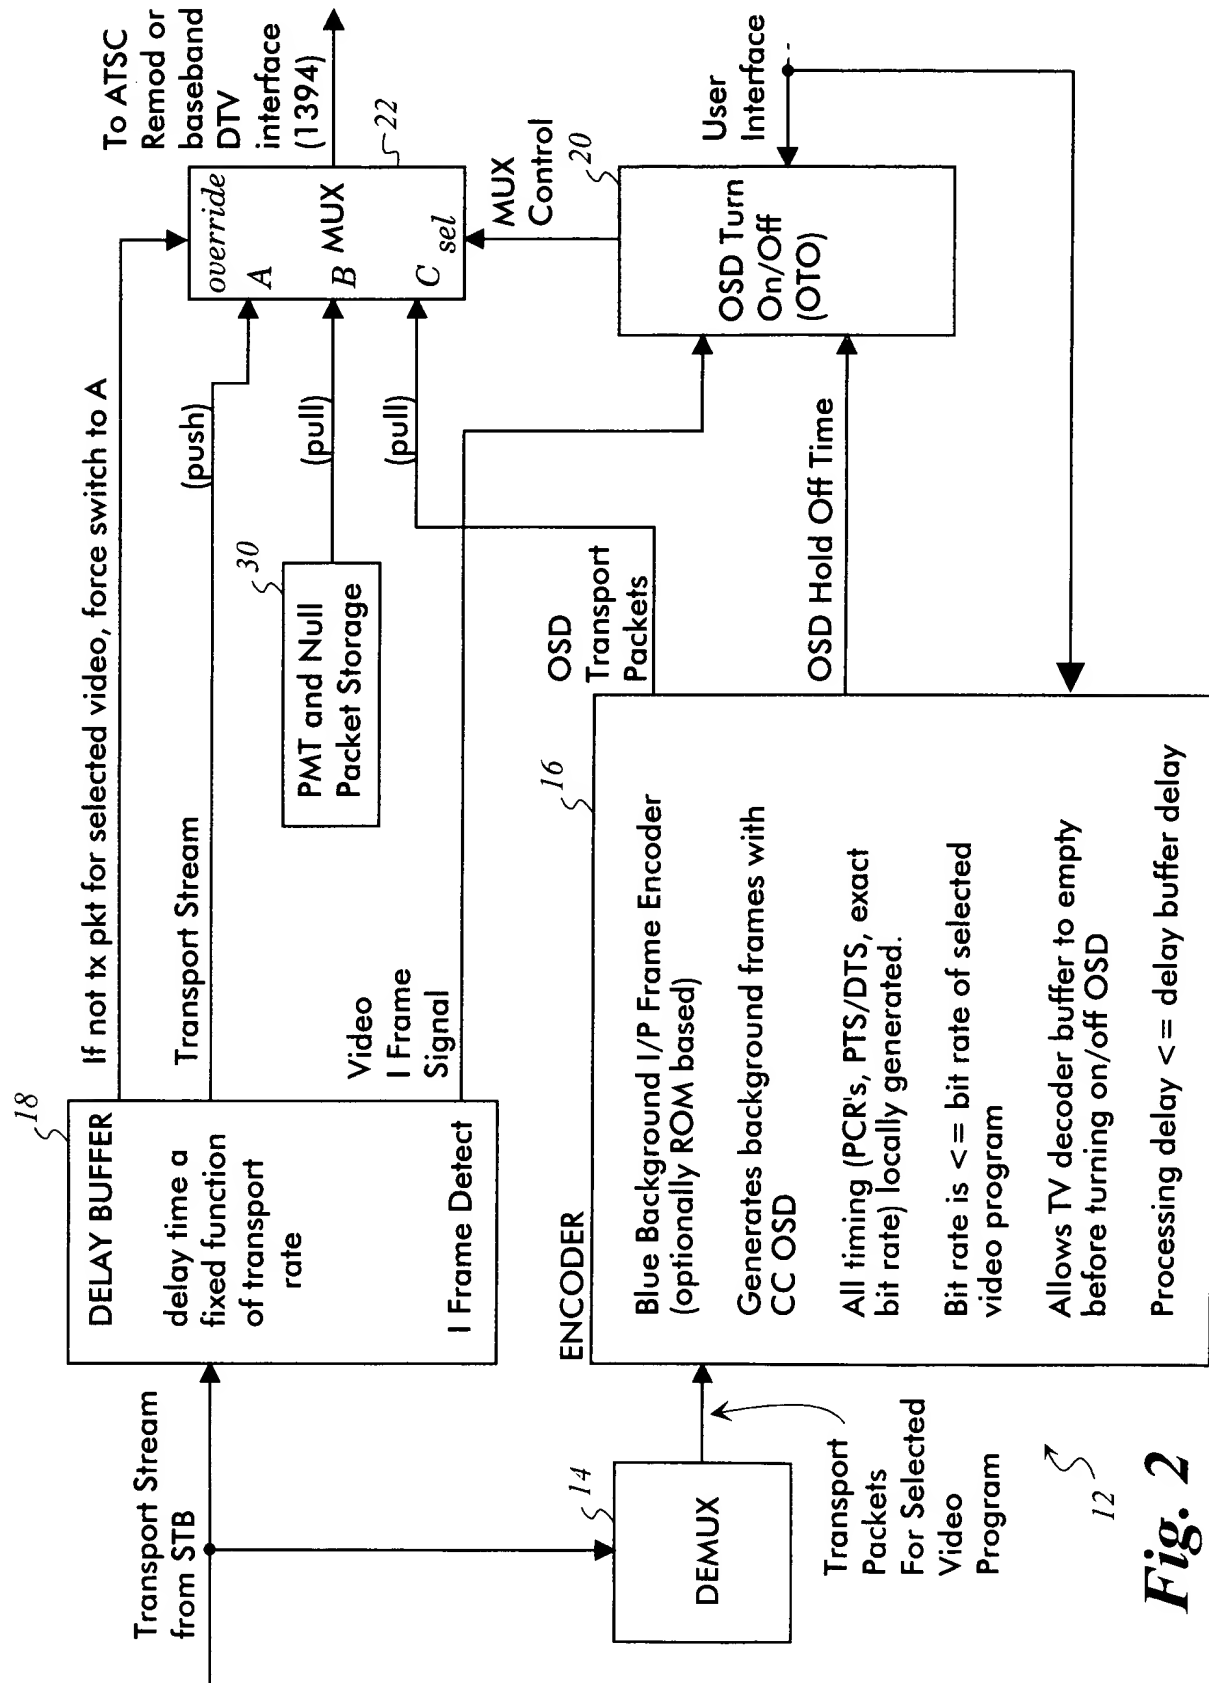 Transport Stream
from STB
18
DELAY BUFFER
delay time a
fixed function
of transport
rate
I Frame Detect
If not tx pkt for selected video, force switch to A
Transport Stream
(push)
Video
I Frame
Signal
30
PMT and Null
Packet Storage
(pull)
(pull)
override
A
B
MUX
C
sel
22
To ATSC
Remod or
baseband
DTV
interface
(1394)
MUX
Control
20
OSD Turn
On/Off
(OTO)
User
Interface
14
DEMUX
Transport
Packets
For Selected
Video
Program
ENCODER
16
Blue Background I/P Frame Encoder
(optionally ROM based)
Generates background frames with
CC OSD
All timing (PCR's, PTS/DTS, exact
bit rate) locally generated.
Bit rate is <= bit rate of selected
video program
Allows TV decoder buffer to empty
before turning on/off OSD
Processing delay <= delay buffer delay
OSD
Transport
Packets
OSD Hold Off Time
12
Fig. 2